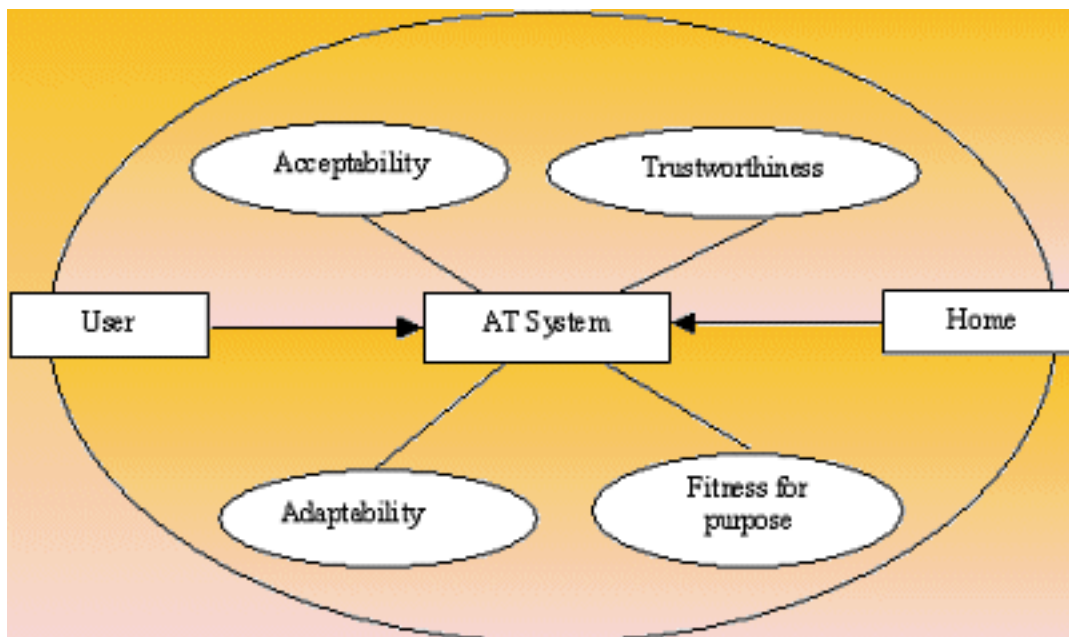 Acceptability
Trustworthiness
User
AT System
Home
Adaptability
Fitness for
purpose